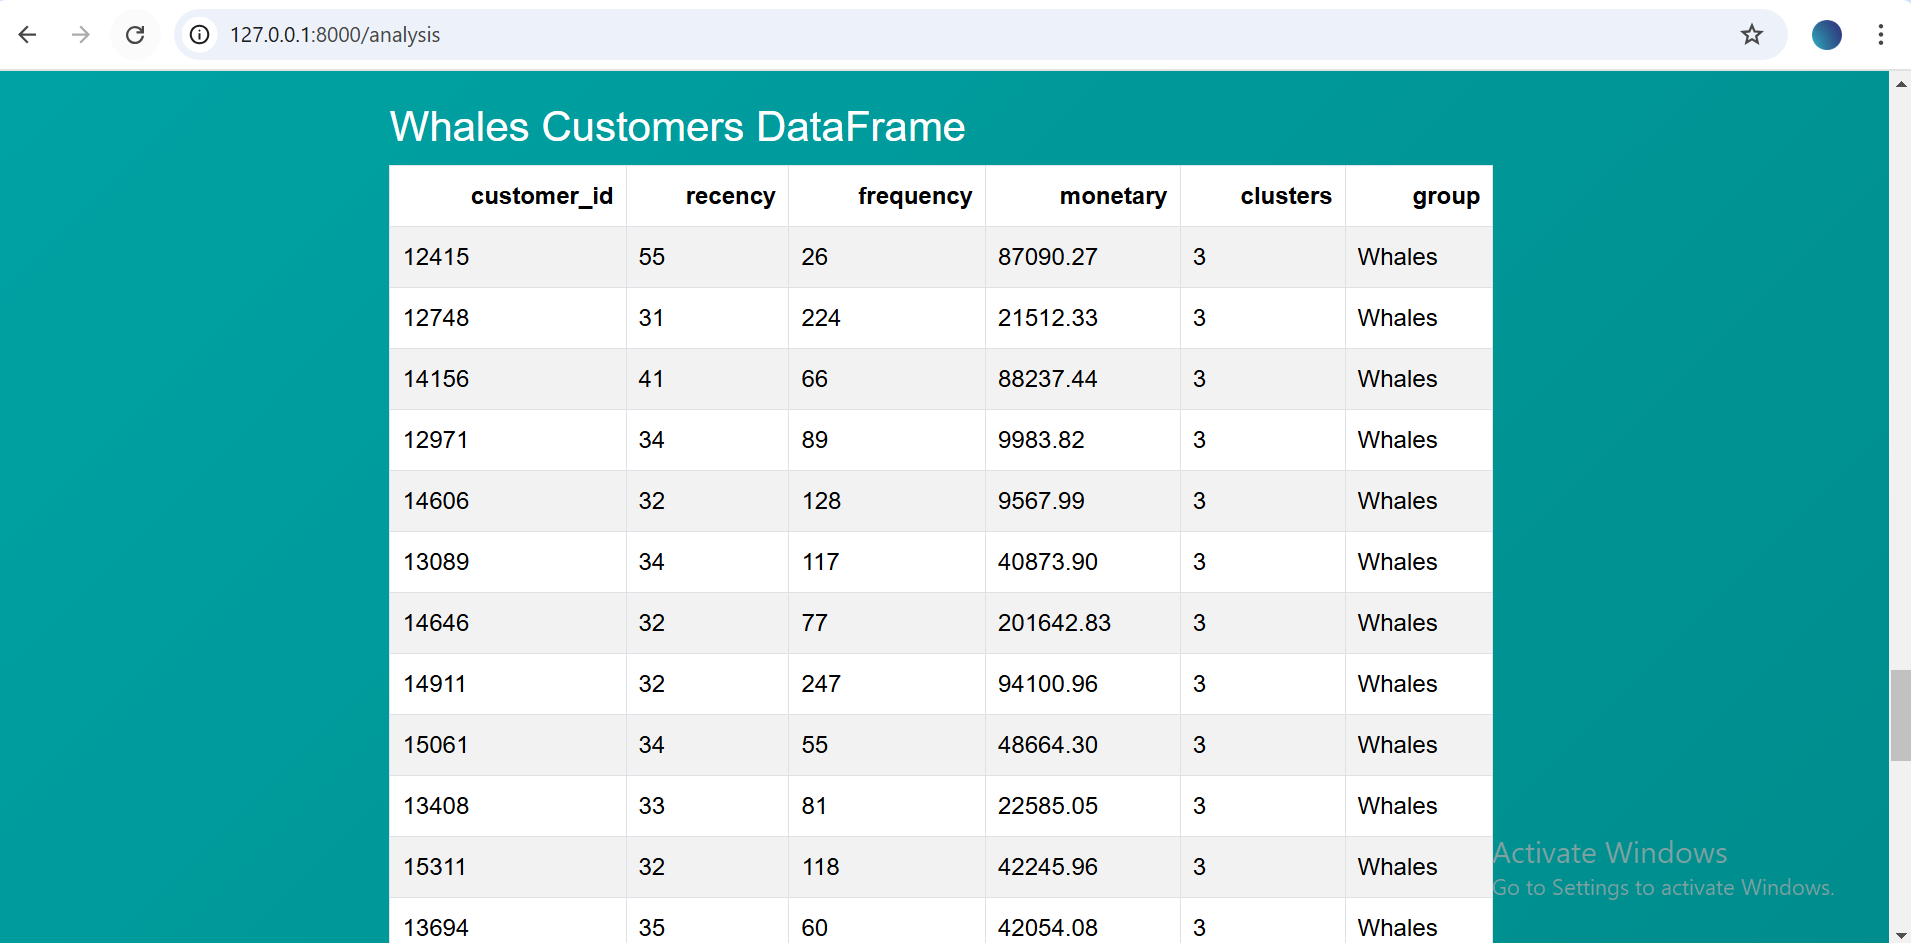 127.0.0.1:8000/analysis
Whales Customers DataFrame
customer_id recency frequency monetary clusters group
12415 55 26 87090.27 3 Whales
12748 31 224 21512.33 3 Whales
14156 41 66 88237.44 3 Whales
12971 34 89 9983.82 3 Whales
14606 32 128 9567.99 3 Whales
13089 34 117 40873.90 3 Whales
14646 32 77 201642.83 3 Whales
14911 32 247 94100.96 3 Whales
15061 34 55 48664.30 3 Whales
13408 33 81 22585.05 3 Whales
15311 32 118 42245.96 3 Whales
13694 35 60 42054.08 3 Whales
Activate Windows
Go to Settings to activate Windows.